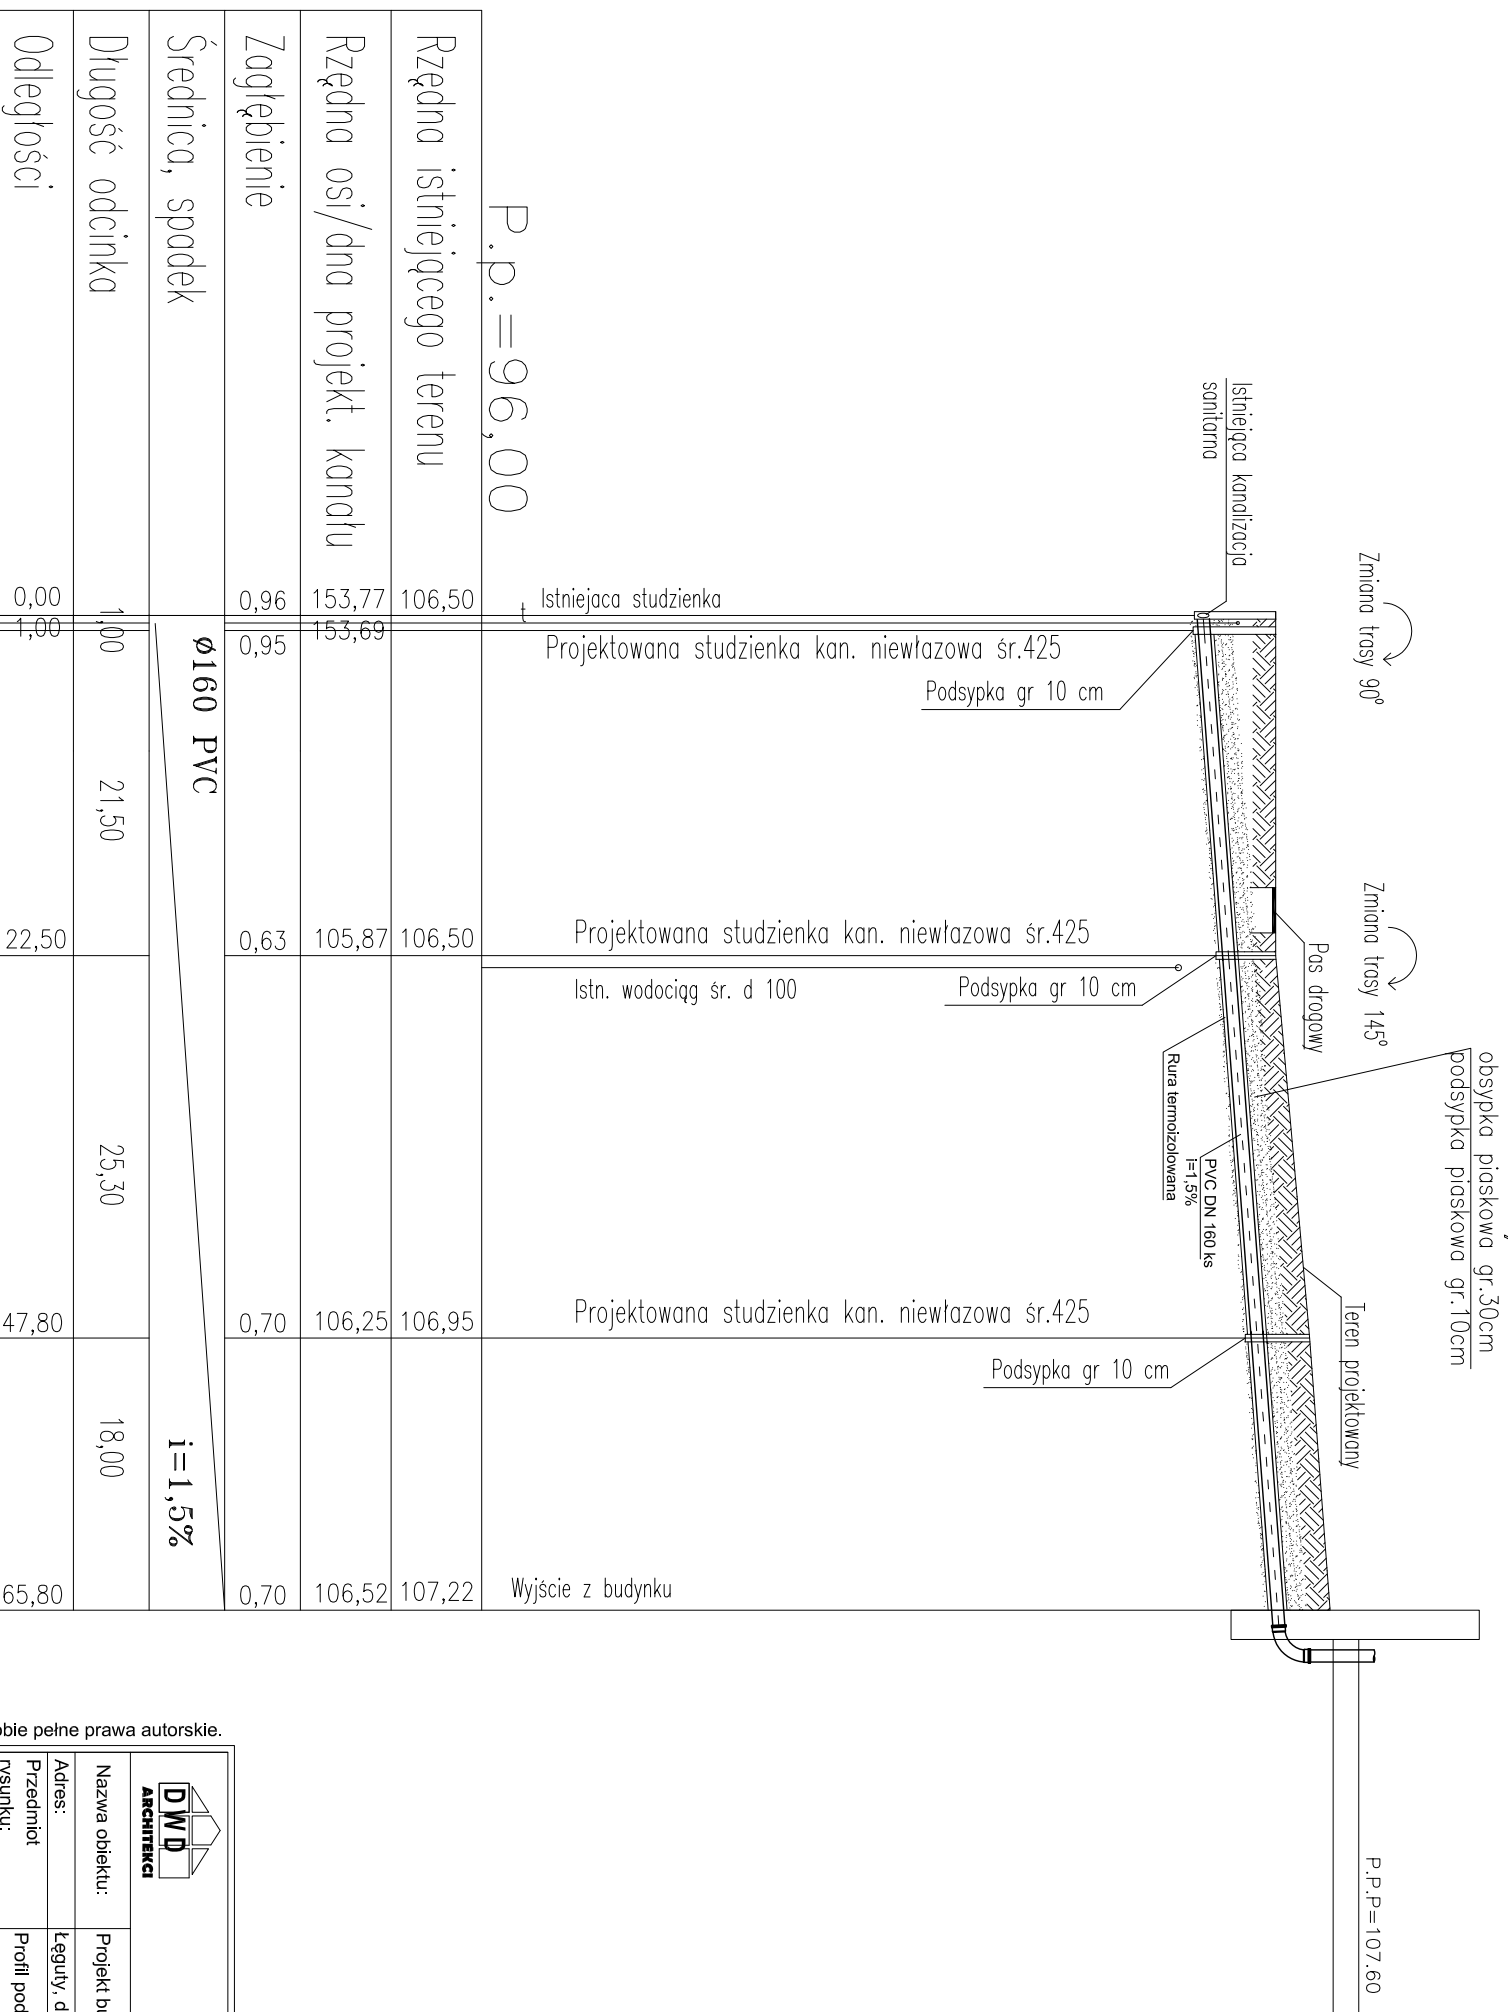 Zmiana trasy 90°
Zmiana trasy 145°
obsypka piaskowa gr.30cm
podsypka piaskowa gr.10cm
Istniejąca kanalizacja
sanitarna
Pas drogowy
Teren projektowany
PVC DN 160 ks
i=1,5%
Rura termoizolowana
P.P.P=107.60
Podsypka gr 10 cm
Podsypka gr 10 cm
Podsypka gr 10 cm
Istniejaca studzienka
Projektowana studzienka kan. niewłazowa śr.425
Projektowana studzienka kan. niewłazowa śr.425
Istn. wodociąg śr. d 100
Projektowana studzienka kan. niewłazowa śr.425
Wyjście z budynku
P.p.=96,00
Rzędna istniejącego terenu 106,50 106,50 106,95 107,22
Rzędna osi/dna projekt. kanału 153,77 153,69 105,87 106,25 106,52
Zagłębienie 0,96 0,95 0,63 0,70 0,70
Średnica, spadek ø160 PVC i=1,5%
Długość odcinka 1,00 21,50 25,30 18,00
Odległości 0,00 1,00 22,50 47,80 65,80
pełne prawa autorskie.
DWD
ARCHITEKCI
Nazwa obiektu: Projekt
Adres: Łęguty,
Przedmiot
rysunku: Profil